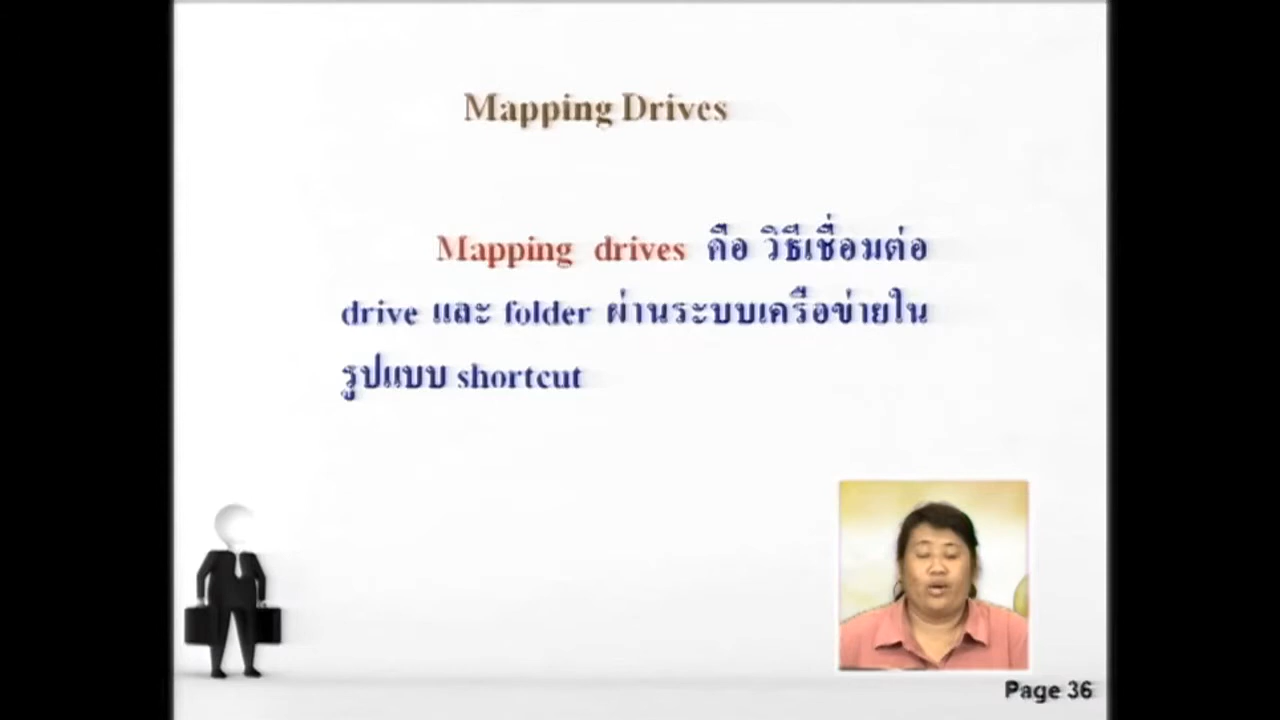 Mapping Drives
Mapping drives คือ วิธีเชื่อมต่อ
drive และ folder ผ่านระบบเครือข่ายใน
รูปแบบ shortcut
Page 36